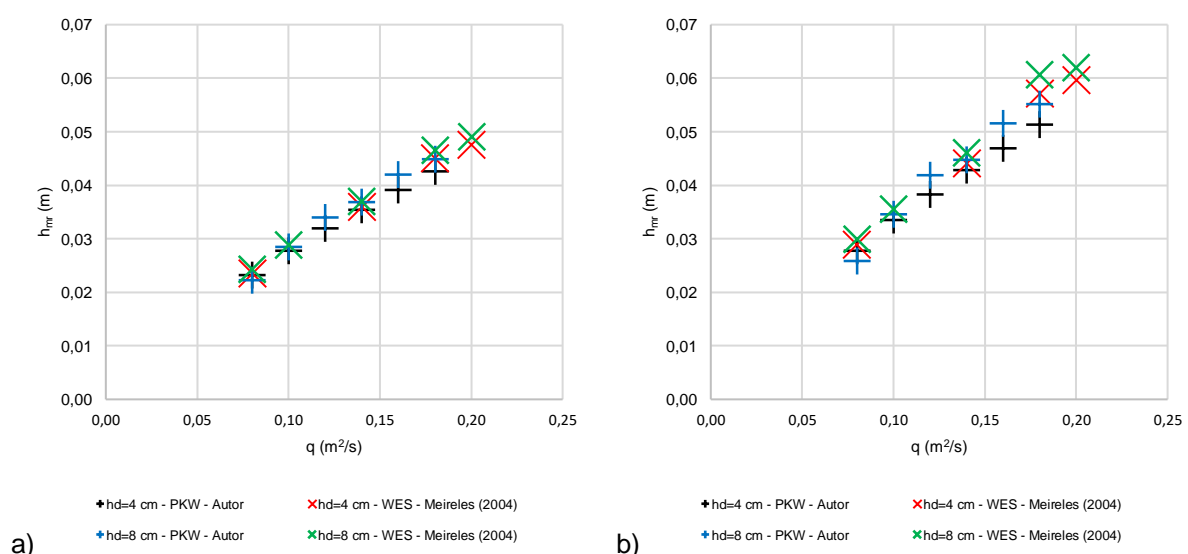 0,07
0,06
0,05
0,04
0,03
0,02
0,01
0,00
h_mr (m)
0,00 0,05 0,10 0,15 0,20 0,25
q (m²/s)
hd=4 cm - PKW - Autor
hd=4 cm - WES - Meireles (2004)
hd=8 cm - PKW - Autor
hd=8 cm - WES - Meireles (2004)
a)
0,07
0,06
0,05
0,04
0,03
0,02
0,01
0,00
h_mr (m)
0,00 0,05 0,10 0,15 0,20 0,25
q (m²/s)
hd=4 cm - PKW - Autor
hd=4 cm - WES - Meireles (2004)
hd=8 cm - PKW - Autor
hd=8 cm - WES - Meireles (2004)
b)